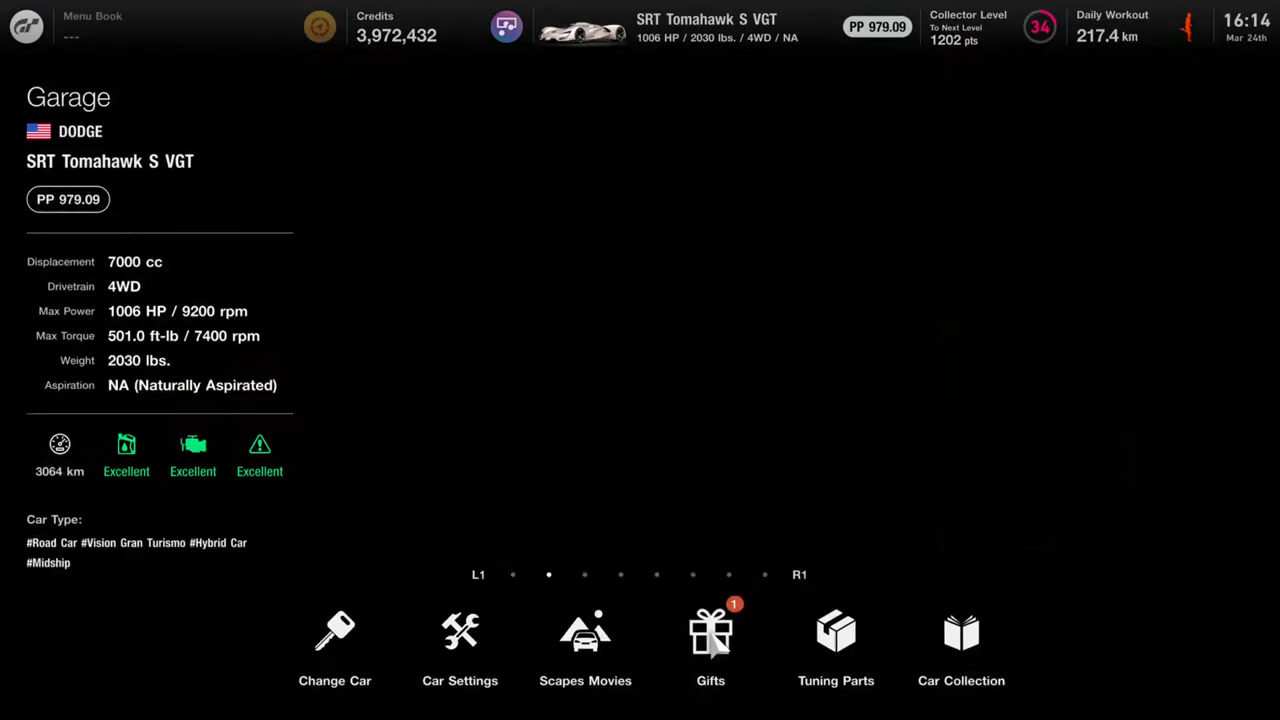 Menu Book
---
Credits
3,972,432
SRT Tomahawk S VGT
1006 HP / 2030 lbs. / 4WD / NA
PP 979.09
Collector Level
To Next Level
1202 pts
34
Daily Workout
217.4 km
16:14
Mar 24th
Garage
DODGE
SRT Tomahawk S VGT
PP 979.09
Displacement 7000 cc
Drivetrain 4WD
Max Power 1006 HP / 9200 rpm
Max Torque 501.0 ft-lb / 7400 rpm
Weight 2030 lbs.
Aspiration NA (Naturally Aspirated)
3064 km Excellent Excellent Excellent
Car Type:
#Road Car #Vision Gran Turismo #Hybrid Car
#Midship
L1 R1
1
Change Car Car Settings Scapes Movies Gifts Tuning Parts Car Collection